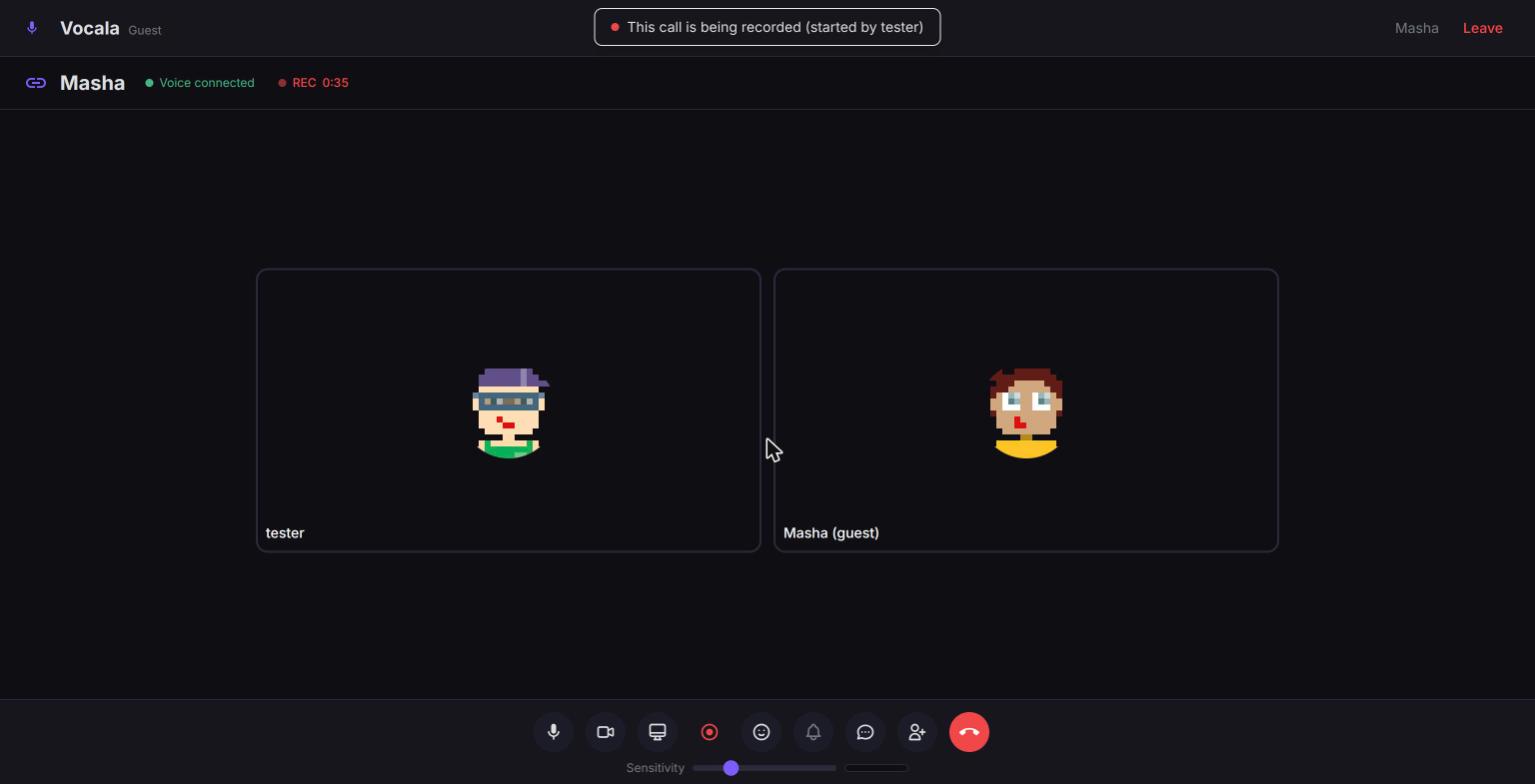 Vocala Guest
This call is being recorded (started by tester)
Masha Leave
Masha Voice connected REC 0:35
tester
Masha (guest)
Sensitivity